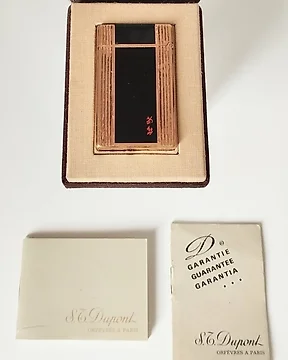 S.T. Dupont
ORFÈVRES A PARIS
D
GARANTIE
GUARANTEE
GARANTIA
S.T. Dupont
ORFÈVRES A PARIS